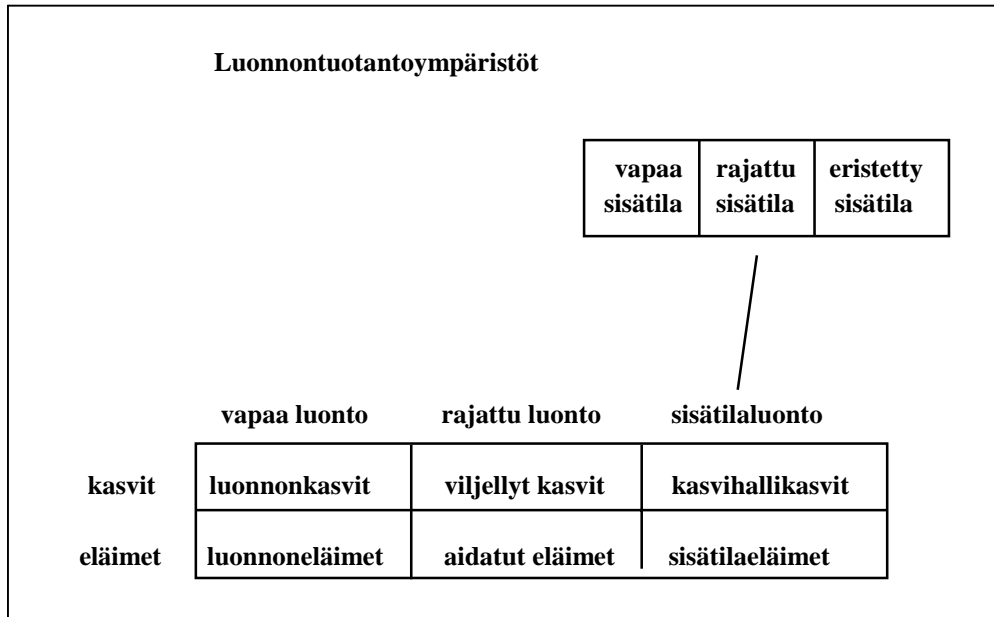 Luonnontuotantoympäristöt
vapaa rajattu eristetty
sisätila sisätila sisätila
vapaa luonto rajattu luonto sisätilaluonto
kasvit luonnonkasvit viljellyt kasvit kasvihallikasvit
eläimet luonnoneläimet aidatut eläimet sisätilaeläimet